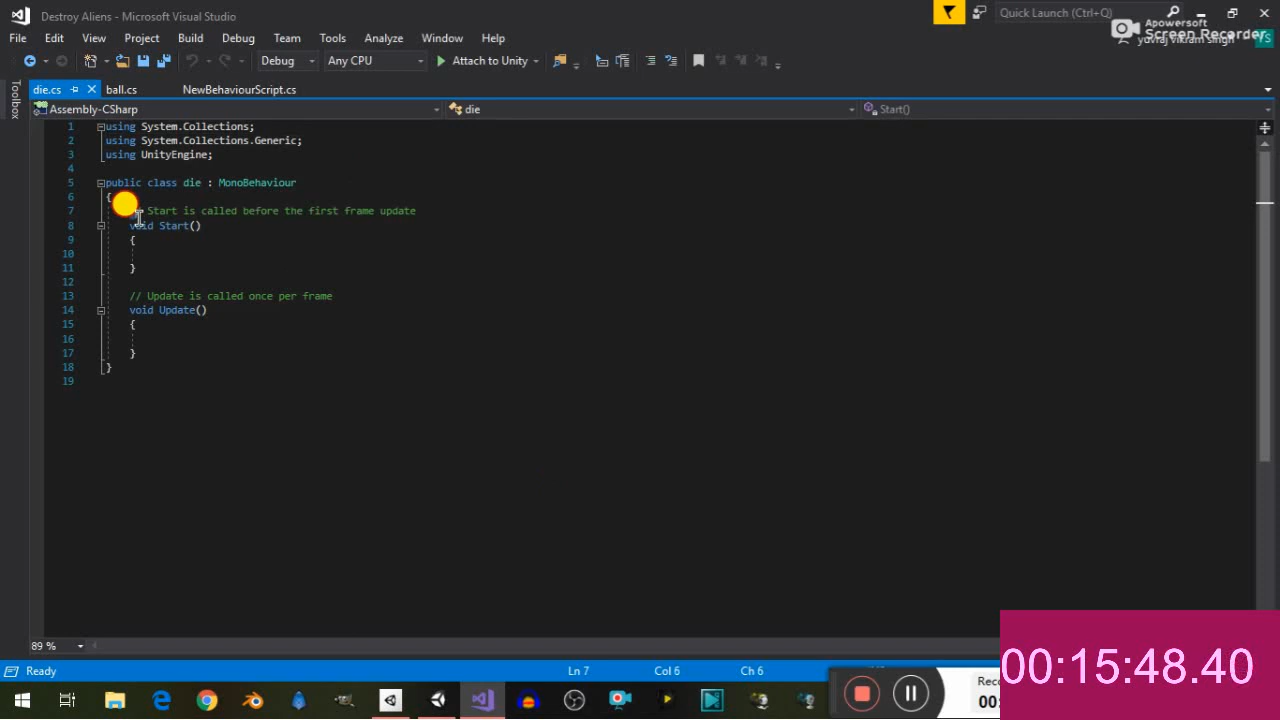 Destroy Aliens - Microsoft Visual Studio
Quick Launch (Ctrl+Q)
Apowersoft
Screen Recorder
File Edit View Project Build Debug Team Tools Analyze Window Help
yuvraj vikram singh YS
Debug Any CPU Attach to Unity
Toolbox
die.cs ball.cs NewBehaviourScript.cs
Assembly-CSharp die Start()
1 using System.Collections;
2 using System.Collections.Generic;
3 using UnityEngine;
4
5 public class die : MonoBehaviour
6 {
7 Start is called before the first frame update
8 void Start()
9 {
10
11 }
12
13 // Update is called once per frame
14 void Update()
15 {
16
17 }
18 }
19
89 %
Ready Ln 7 Col 6 Ch 6
00:15:48.40